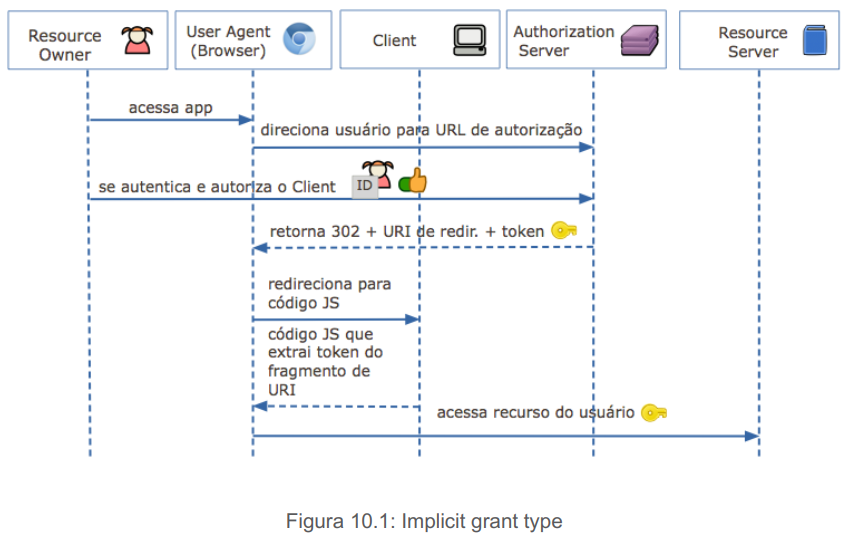 Resource
Owner
User Agent
(Browser)
Client
Authorization
Server
Resource
Server
acessa app
direciona usuário para URL de autorização
se autentica e autoriza o Client
ID
retorna 302 + URI de redir. + token
redireciona para
código JS
código JS que
extrai token do
fragmento de
URI
acessa recurso do usuário
Figura 10.1: Implicit grant type